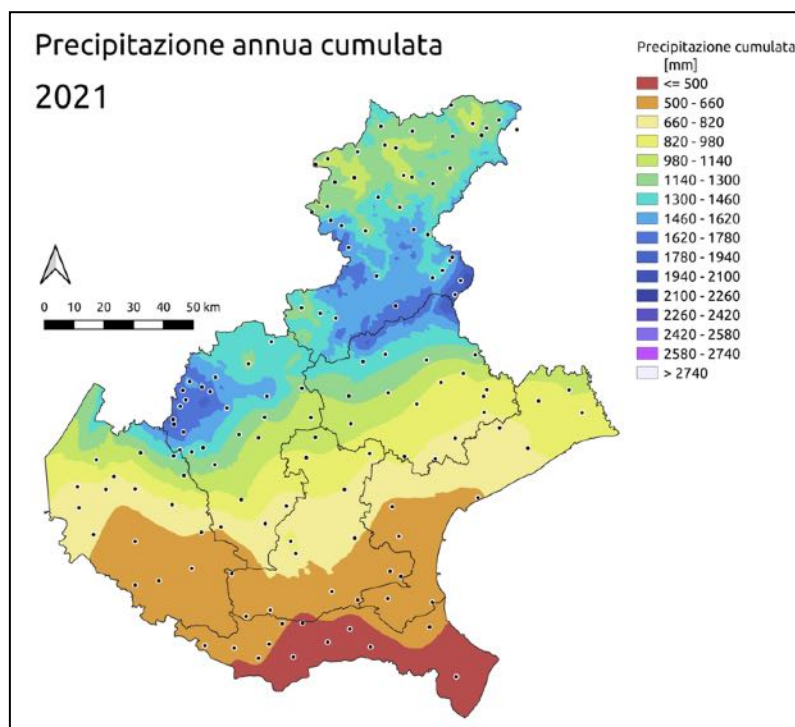 Precipitazione annua cumulata
2021
Precipitazione cumulata
[mm]
<= 500
500 - 660
660 - 820
820 - 980
980 - 1140
1140 - 1300
1300 - 1460
1460 - 1620
1620 - 1780
1780 - 1940
1940 - 2100
2100 - 2260
2260 - 2420
2420 - 2580
2580 - 2740
> 2740
0 10 20 30 40 50 km